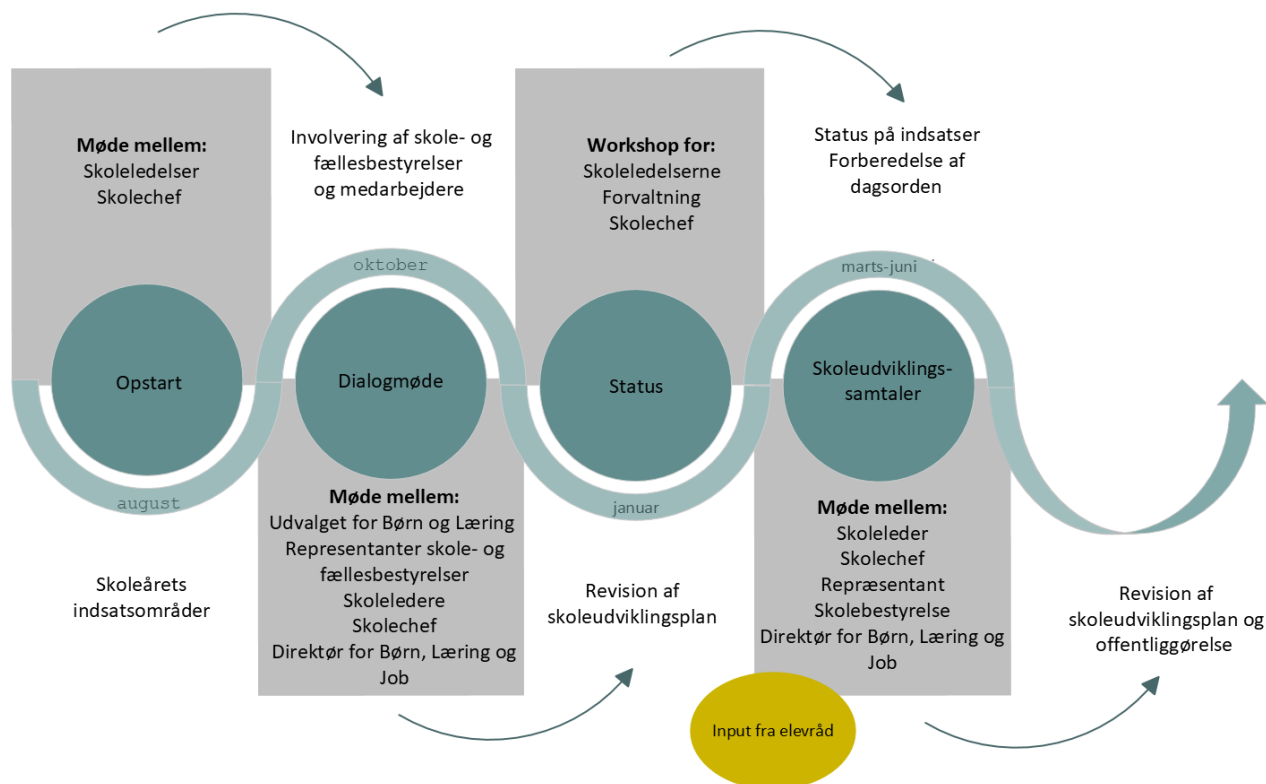 Møde mellem:
Skoleledelser
Skolechef
Involvering af skole- og
fællesbestyrelser
og medarbejdere
Workshop for:
Skoleledelserne
Forvaltning
Skolechef
Status på indsatser
Forberedelse af
dagsorden
oktober
marts-juni
Opstart
Dialogmøde
Status
Skoleudviklings-
samtaler
august
januar
Skoleårets
indsatsområder
Møde mellem:
Udvalget for Børn og Læring
Repræsentanter skole- og
fællesbestyrelser
Skoleledere
Skolechef
Direktør for Børn, Læring og
Job
Revision af
skoleudviklingsplan
Møde mellem:
Skoleleder
Skolechef
Repræsentant
Skolebestyrelse
Direktør for Børn, Læring og
Job
Revision af
skoleudviklingsplan og
offentliggørelse
Input fra elevråd